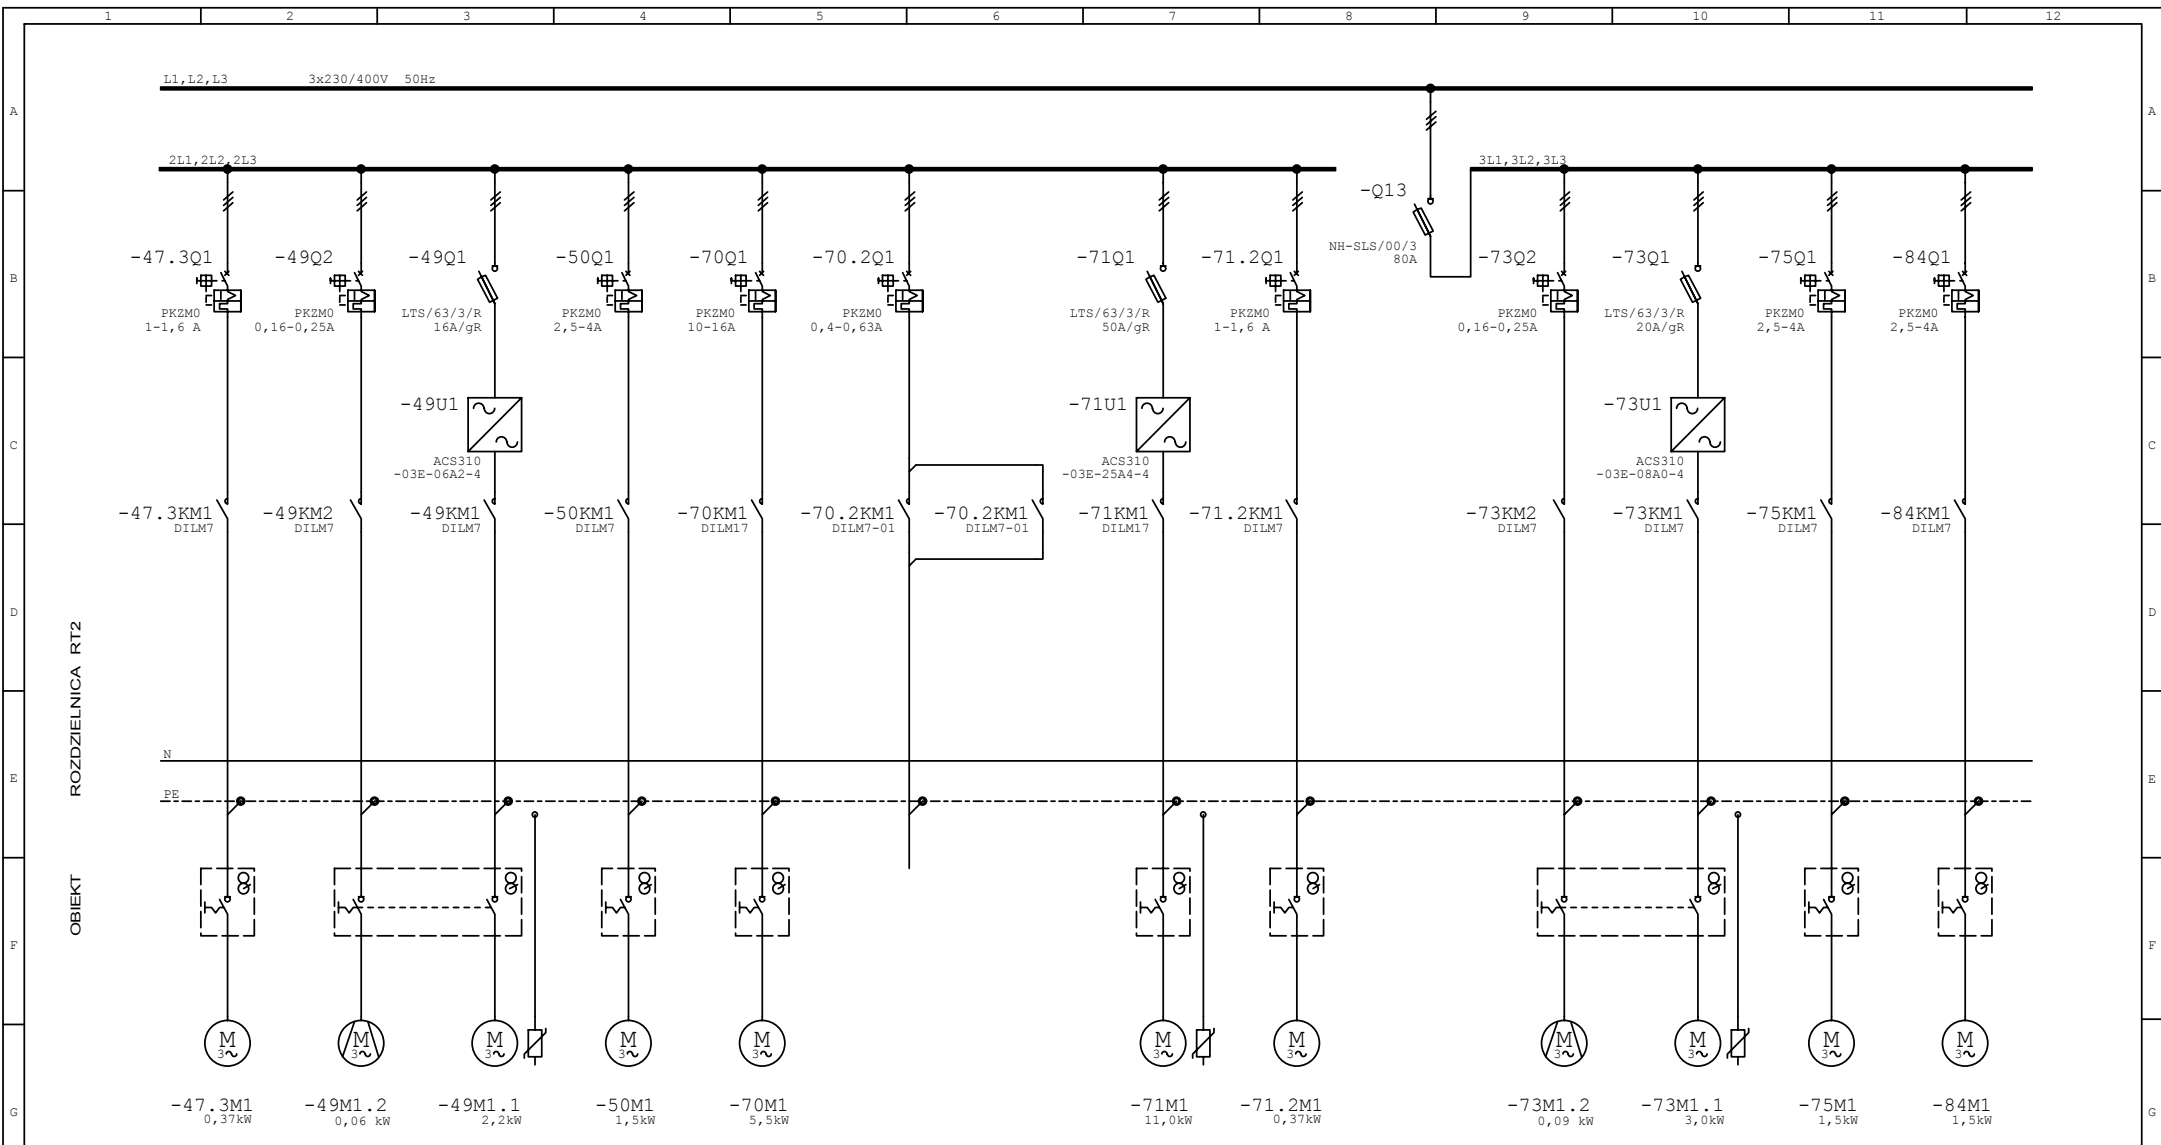 1 2 3 4 5 6 7 8 9 10 11 12
L1,L2,L3 3x230/400V 50Hz
A A
2L1,2L2,2L3 3L1,3L2,3L3
-Q13
NH-SLS/00/3
80A
-47.3Q1 -49Q2 -49Q1 -50Q1 -70Q1 -70.2Q1 -71Q1 -71.2Q1 -73Q2 -73Q1 -75Q1 -84Q1
B B
PKZM0 PKZM0 LTS/63/3/R PKZM0 PKZM0 PKZM0 LTS/63/3/R PKZM0 PKZM0 LTS/63/3/R PKZM0 PKZM0
1-1,6 A 0,16-0,25A 16A/gR 2,5-4A 10-16A 0,4-0,63A 50A/gR 1-1,6 A 0,16-0,25A 20A/gR 2,5-4A 2,5-4A
-49U1 -71U1 -73U1
C C
ACS310 ACS310 ACS310
-03E-06A2-4 -03E-25A4-4 -03E-08A0-4
-47.3KM1 -49KM2 -49KM1 -50KM1 -70KM1 -70.2KM1 -70.2KM1 -71KM1 -71.2KM1 -73KM2 -73KM1 -75KM1 -84KM1
DILM7 DILM7 DILM7 DILM7 DILM17 DILM7-01 DILM7-01 DILM17 DILM7 DILM7 DILM7 DILM7 DILM7
D D
ROZDZIELNICA RT2
N
E E
PE
OBIEKT
F F
M M M M M M M M M M M
3~ 3~ 3~ 3~ 3~ 3~ 3~ 3~ 3~ 3~ 3~
-47.3M1 -49M1.2 -49M1.1 -50M1 -70M1 -71M1 -71.2M1 -73M1.2 -73M1.1 -75M1 -84M1
G G
0,37kW 0,06 kW 2,2kW 1,5kW 5,5kW 11,0kW 0,37kW 0,09 kW 3,0kW 1,5kW 1,5kW